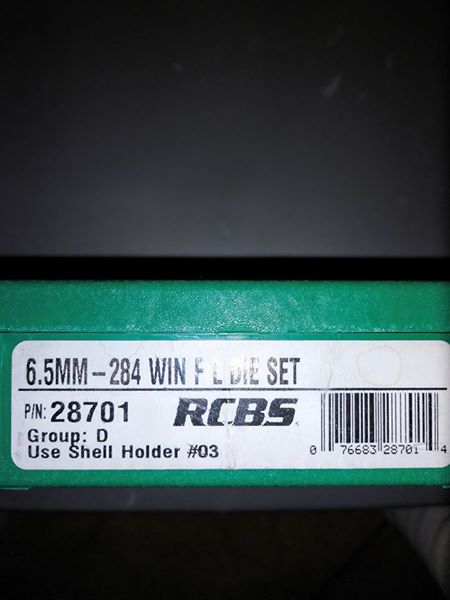 6.5MM-284 WIN F L DIE SET
P/N: 28701 RCBS
Group: D
Use Shell Holder #03
0 76683 28701 4